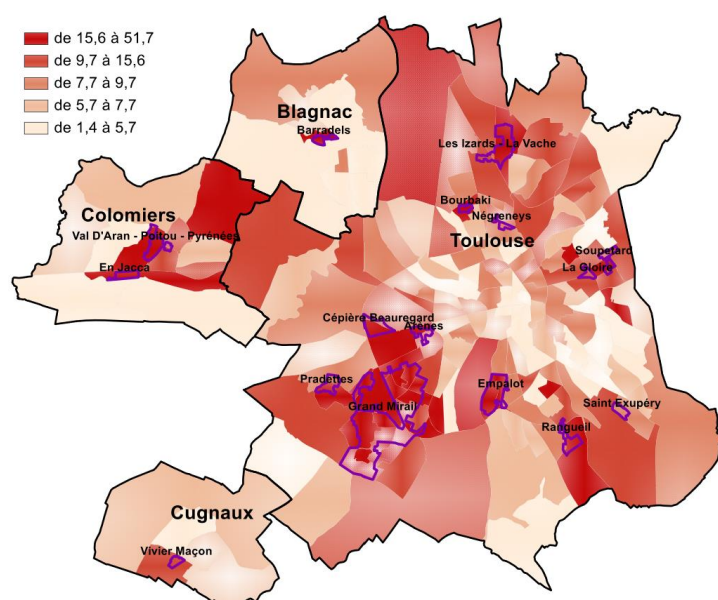 de 15,6 à 51,7
de 9,7 à 15,6
de 7,7 à 9,7
de 5,7 à 7,7
de 1,4 à 5,7
Blagnac
Barradels
Les Izards - La Vache
Bourbaki
Négreneys
Colomiers
Val D'Aran - Poitou - Pyrénées
Toulouse
Soupetard
En Jacca
La Gloire
Cépière Beauregard
Arènes
Pradettes
Empalot
Grand Mirail
Saint Exupéry
Rangueil
Cugnaux
Vivier Maçon